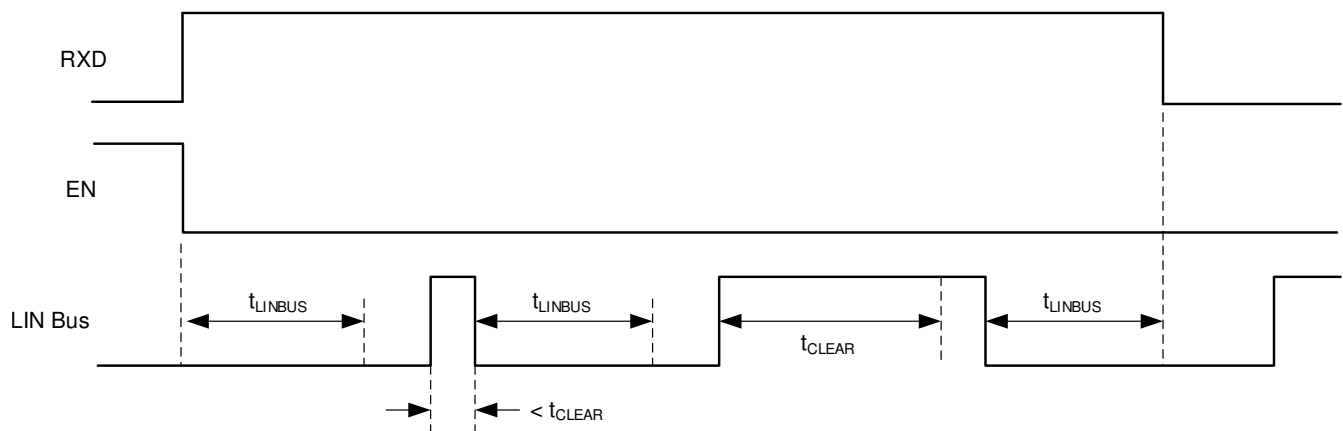 RXD
EN
LIN Bus
tLINBUS
tLINBUS
tCLEAR
tLINBUS
< tCLEAR